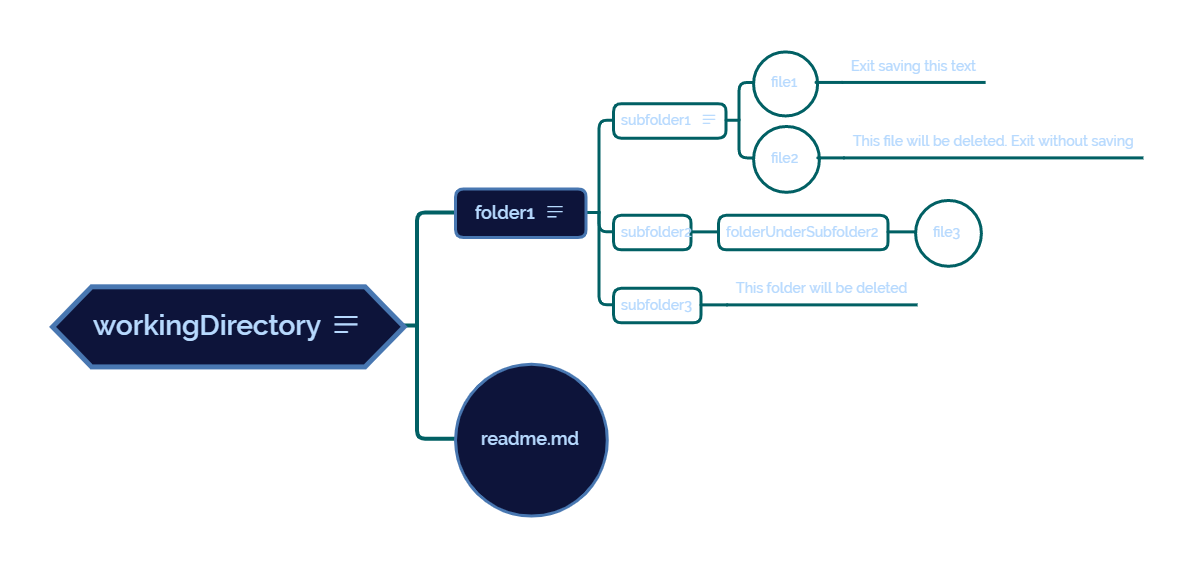 workingDirectory
folder1
subfolder1
file1
Exit saving this text
file2
This file will be deleted. Exit without saving
subfolder2
folderUnderSubfolder2
file3
subfolder3
This folder will be deleted
readme.md